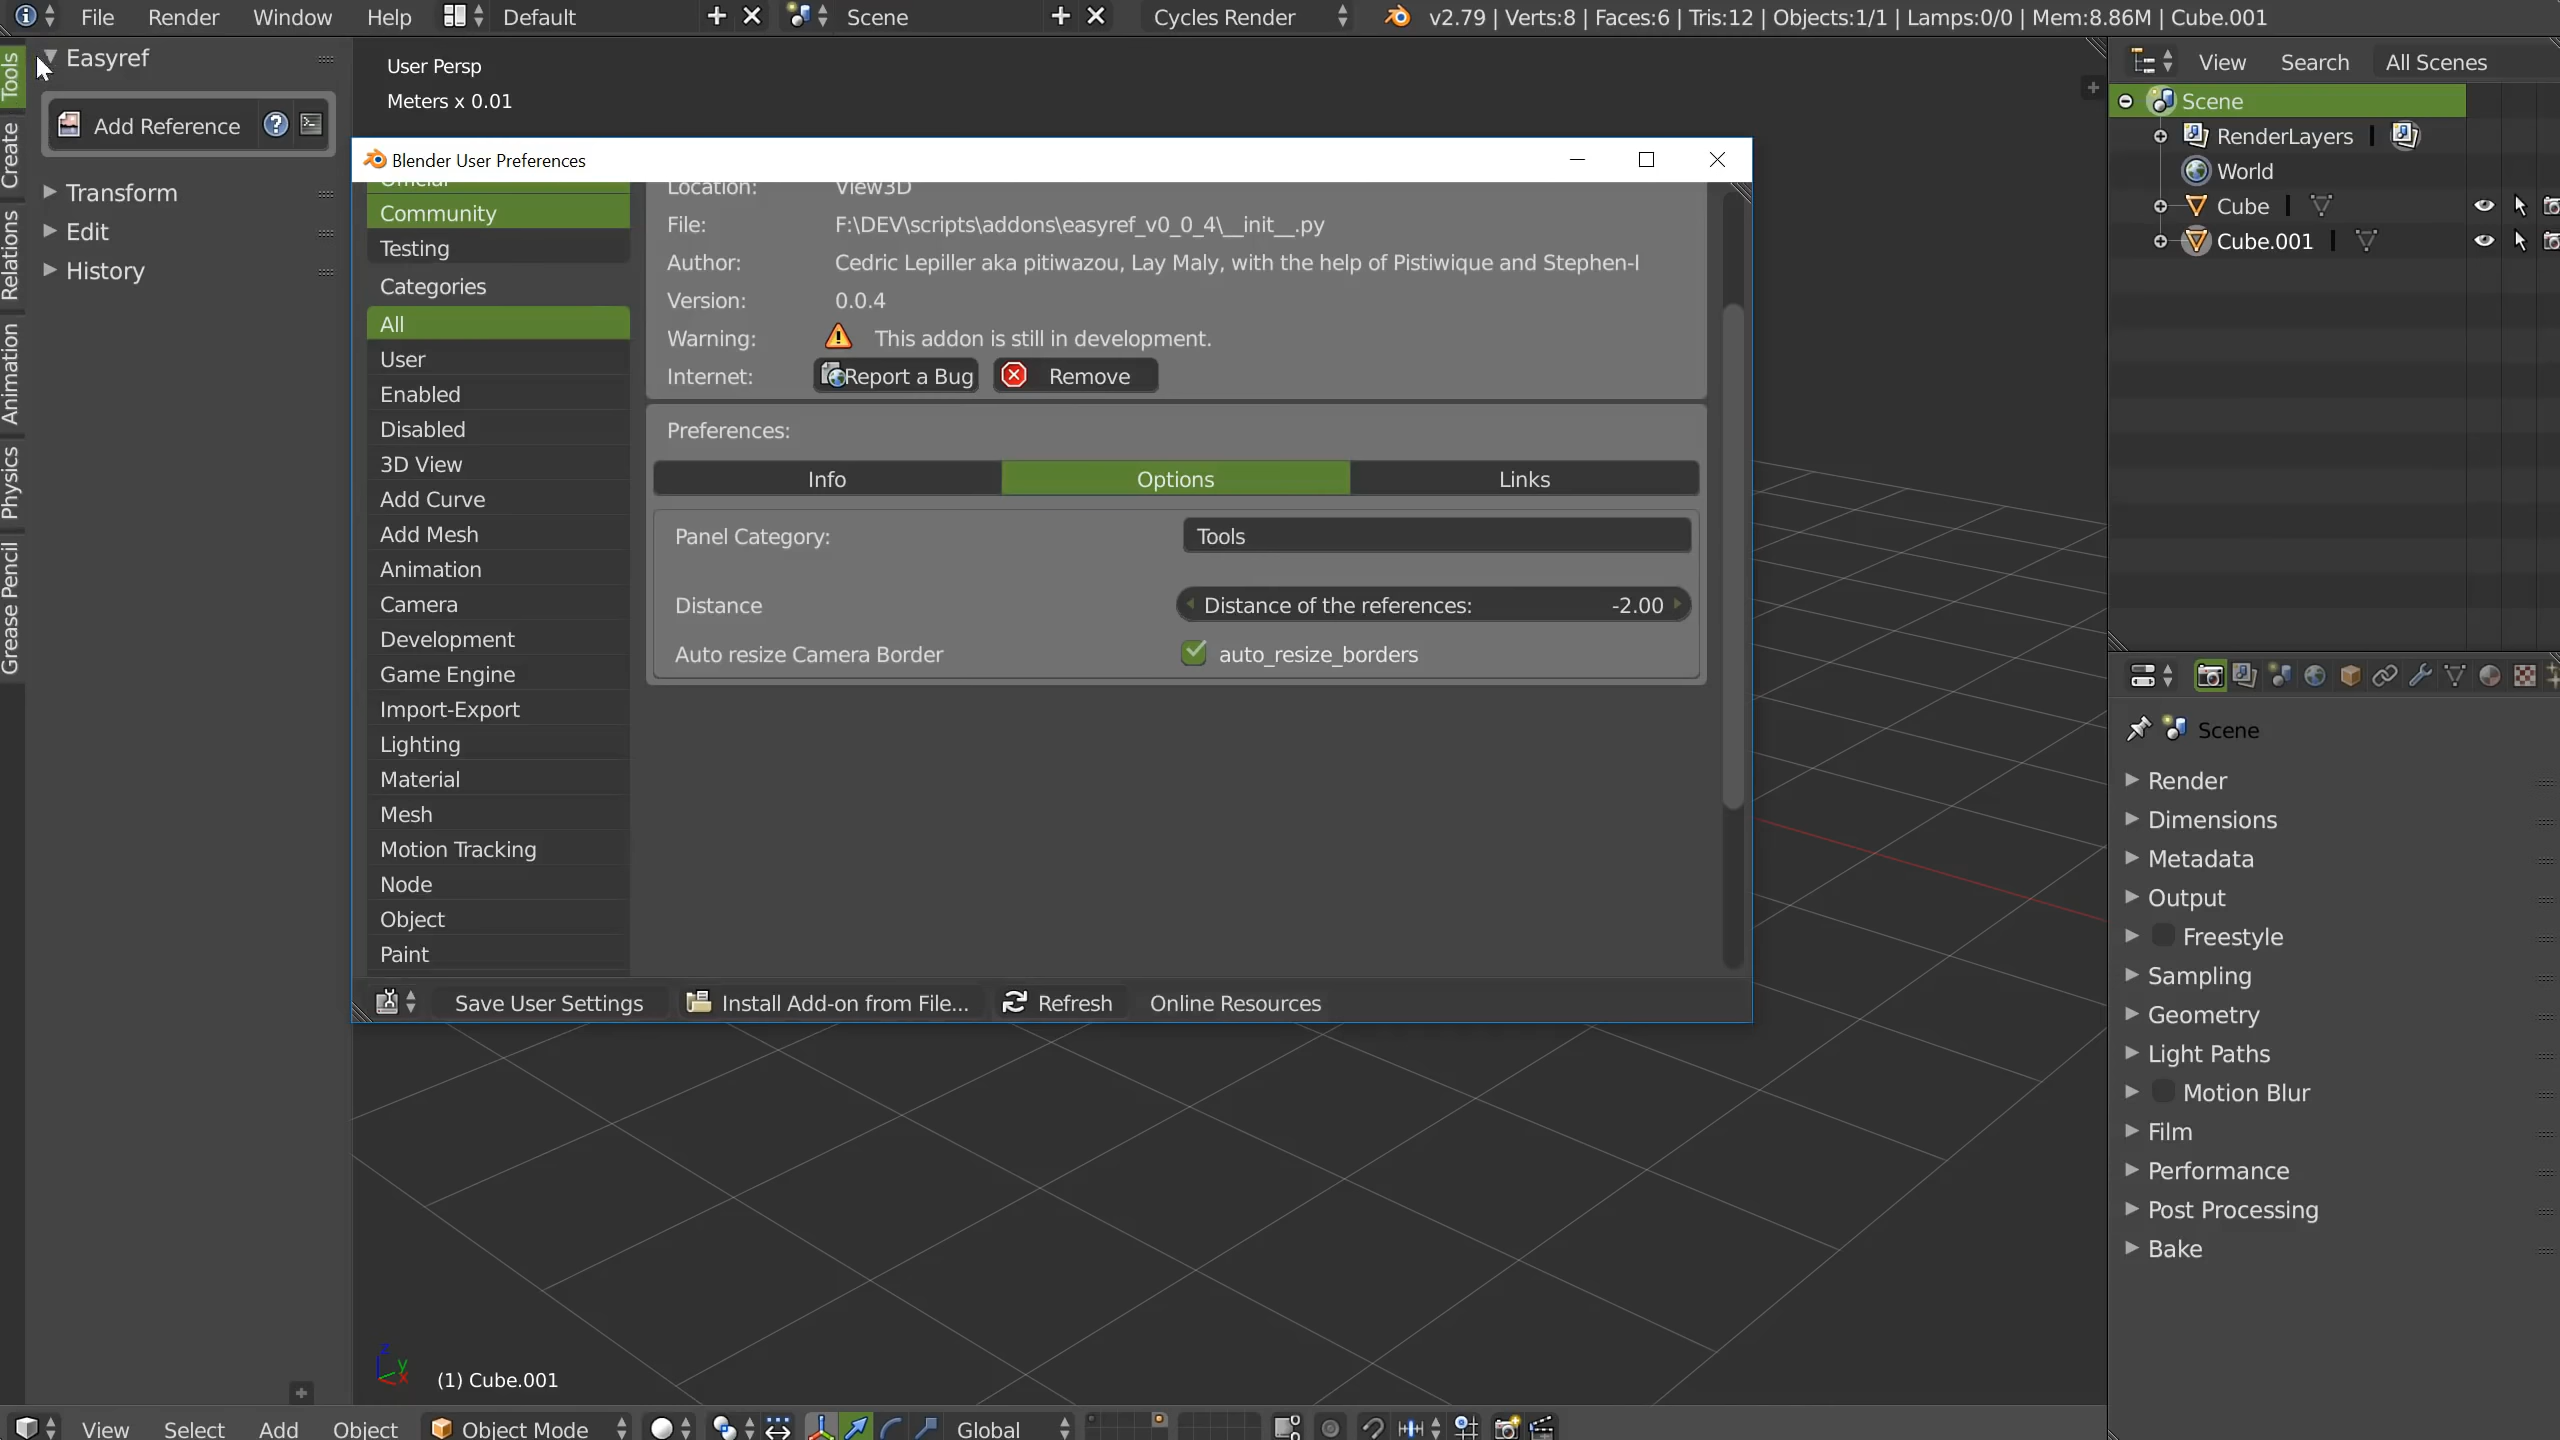 File Render Window Help Default Scene Cycles Render v2.79 | Verts:8 | Faces:6 | Tris:12 | Objects:1/1 | Lamps:0/0 | Mem:8.86M | Cube.001
Tools
Create
Relations
Animation
Physics
Grease Pencil
Easyref
Add Reference
Transform
Edit
History
User Persp
Meters x 0.01
Blender User Preferences
Official
Community
Testing
Categories
All
User
Enabled
Disabled
3D View
Add Curve
Add Mesh
Animation
Camera
Development
Game Engine
Import-Export
Lighting
Material
Mesh
Motion Tracking
Node
Object
Paint
Location: View3D
File: F:\DEV\scripts\addons\easyref_v0_0_4\__init__.py
Author: Cedric Lepiller aka pitiwazou, Lay Maly, with the help of Pistiwique and Stephen-l
Version: 0.0.4
Warning: This addon is still in development.
Internet: Report a Bug Remove
Preferences:
Info Options Links
Panel Category: Tools
Distance Distance of the references: -2.00
Auto resize Camera Border auto_resize_borders
Save User Settings Install Add-on from File... Refresh Online Resources
z
y
x
(1) Cube.001
View Select Add Object Object Mode Global
View Search All Scenes
Scene
RenderLayers
World
Cube
Cube.001
Scene
Render
Dimensions
Metadata
Output
Freestyle
Sampling
Geometry
Light Paths
Motion Blur
Film
Performance
Post Processing
Bake